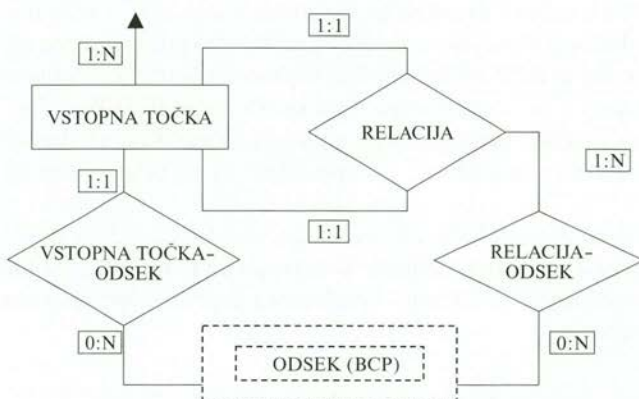 1:N
1:1
VSTOPNA TOČKA
RELACIJA
1:N
1:1
1:1
VSTOPNA TOČKA–
ODSEK
RELACIJA–
ODSEK
0:N
0:N
ODSEK (BCP)